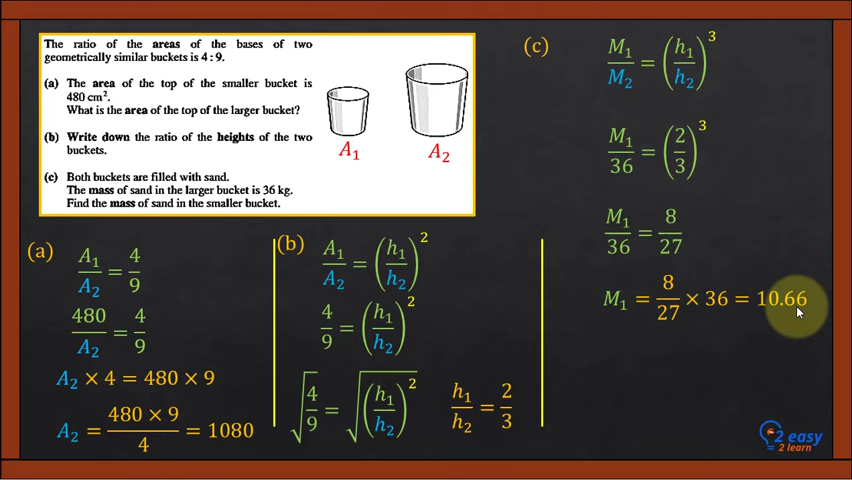 The ratio of the areas of the bases of two
geometrically similar buckets is 4 : 9.
(a) The area of the top of the smaller bucket is
480 cm².
What is the area of the top of the larger bucket?
(b) Write down the ratio of the heights of the two
buckets.
(c) Both buckets are filled with sand.
The mass of sand in the larger bucket is 36 kg.
Find the mass of sand in the smaller bucket.
A₁
A₂
(a)
A₁/A₂ = 4/9
480/A₂ = 4/9
A₂ × 4 = 480 × 9
A₂ = (480 × 9)/4 = 1080
(b)
A₁/A₂ = (h₁/h₂)²
4/9 = (h₁/h₂)²
√(4/9) = √((h₁/h₂)²)
h₁/h₂ = 2/3
(c)
M₁/M₂ = (h₁/h₂)³
M₁/36 = (2/3)³
M₁/36 = 8/27
M₁ = 8/27 × 36 = 10.66
2 easy
2 learn